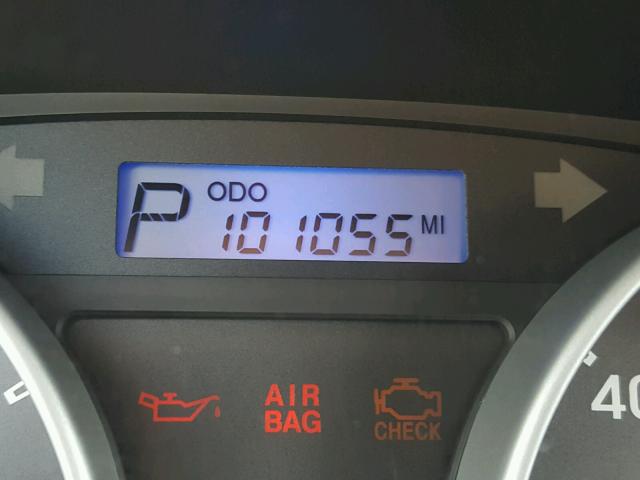 P ODO
101055 MI
40
AIR
BAG
CHECK